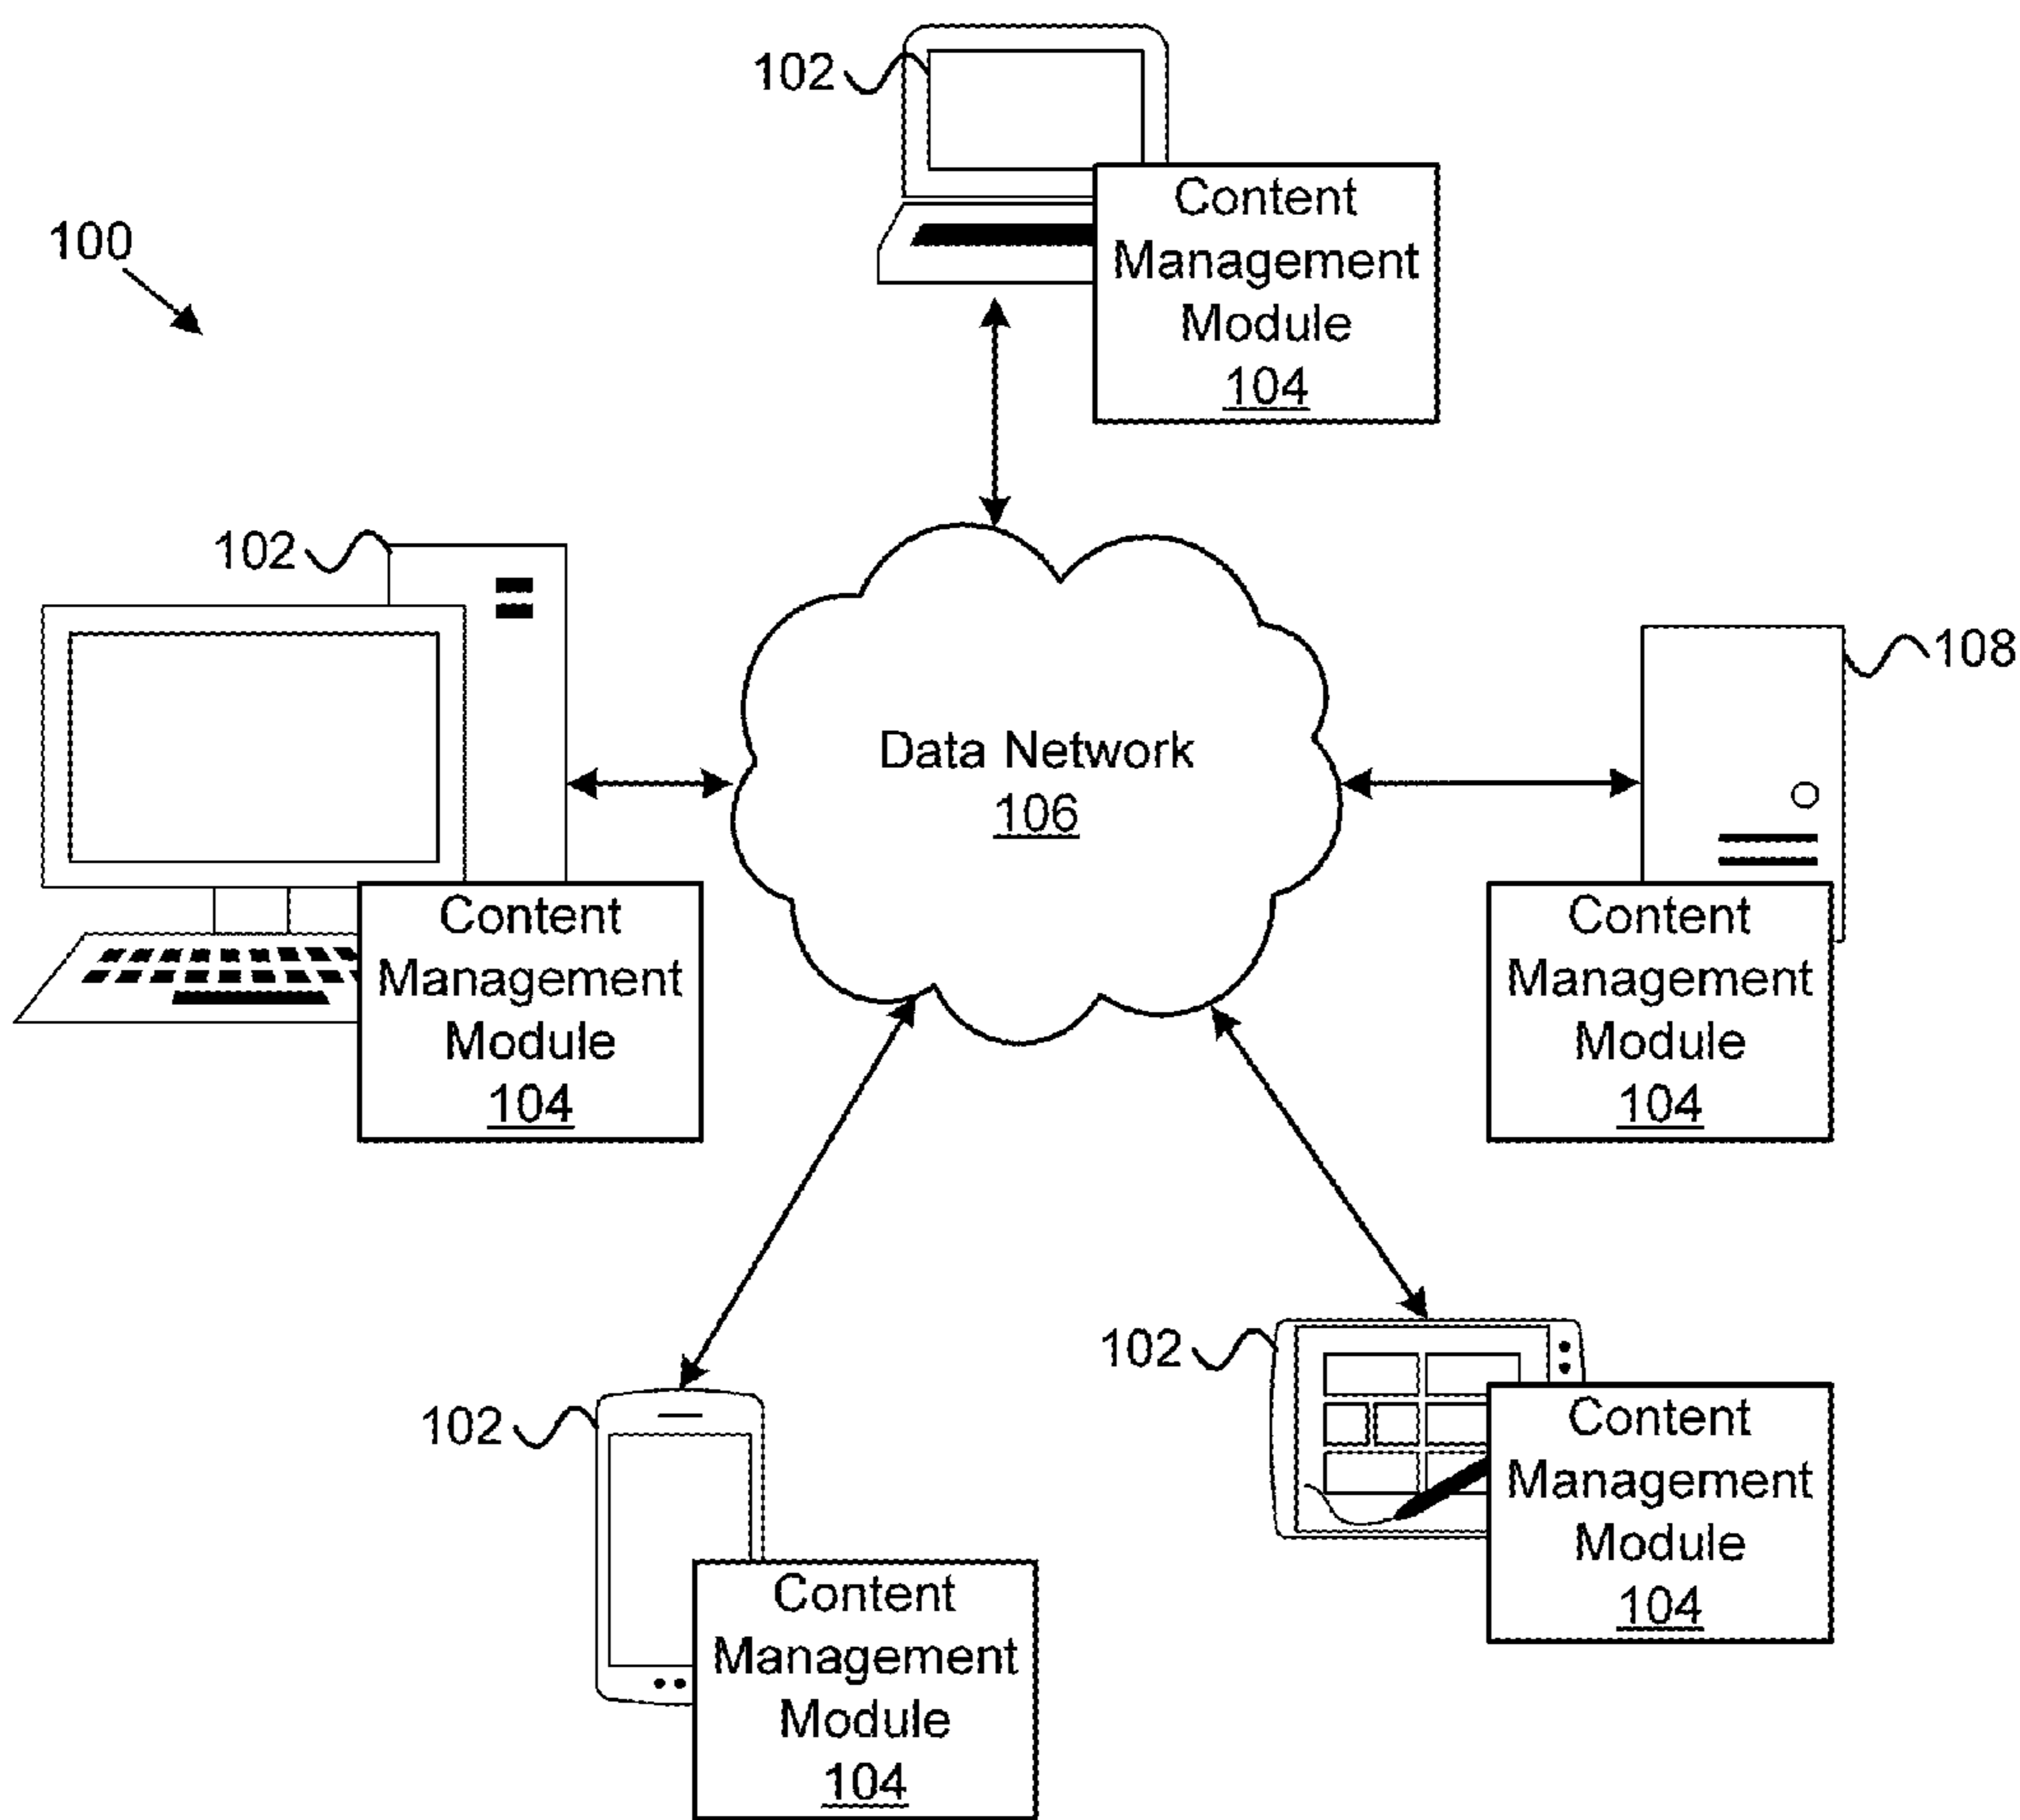 102
Content
Management
Module
104
100
102
Data Network
106
108
Content
Management
Module
104
Content
Management
Module
104
102
Content
Management
Module
104
102
Content
Management
Module
104